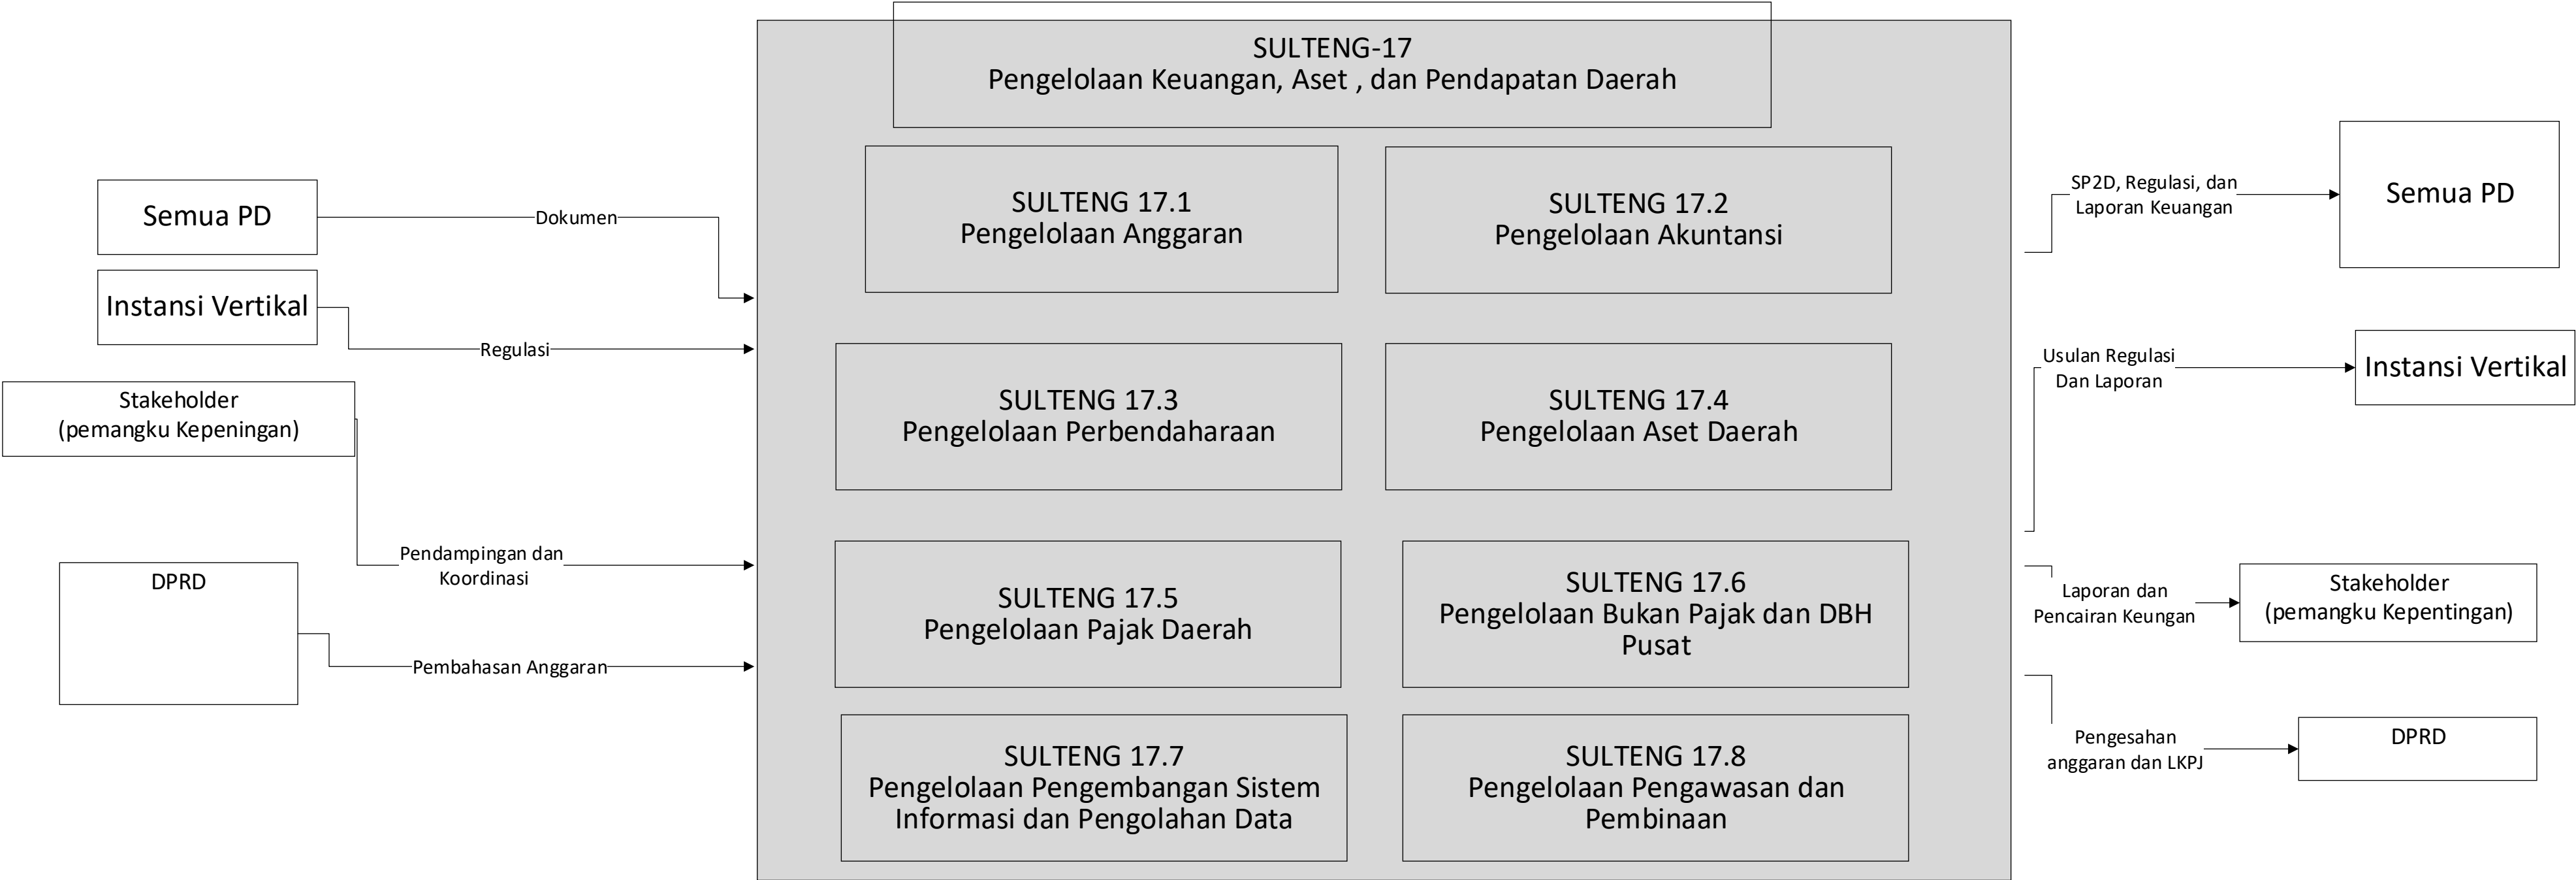 SULTENG-17
Pengelolaan Keuangan, Aset , dan Pendapatan Daerah
Semua PD
Dokumen
Instansi Vertikal
Regulasi
Stakeholder
(pemangku Kepeningan)
Pendampingan dan
Koordinasi
DPRD
Pembahasan Anggaran
SULTENG 17.1
Pengelolaan Anggaran
SULTENG 17.2
Pengelolaan Akuntansi
SULTENG 17.3
Pengelolaan Perbendaharaan
SULTENG 17.4
Pengelolaan Aset Daerah
SULTENG 17.5
Pengelolaan Pajak Daerah
SULTENG 17.6
Pengelolaan Bukan Pajak dan DBH
Pusat
SULTENG 17.7
Pengelolaan Pengembangan Sistem
Informasi dan Pengolahan Data
SULTENG 17.8
Pengelolaan Pengawasan dan
Pembinaan
SP2D, Regulasi, dan
Laporan Keuangan
Semua PD
Usulan Regulasi
Dan Laporan
Instansi Vertikal
Laporan dan
Pencairan Keungan
Stakeholder
(pemangku Kepentingan)
Pengesahan
anggaran dan LKPJ
DPRD